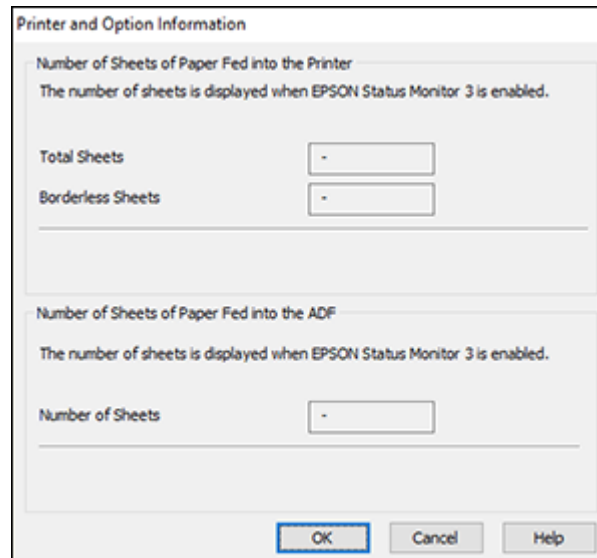 Printer and Option Information
Number of Sheets of Paper Fed into the Printer
The number of sheets is displayed when EPSON Status Monitor 3 is enabled.
Total Sheets -
Borderless Sheets -
Number of Sheets of Paper Fed into the ADF
The number of sheets is displayed when EPSON Status Monitor 3 is enabled.
Number of Sheets -
OK Cancel Help